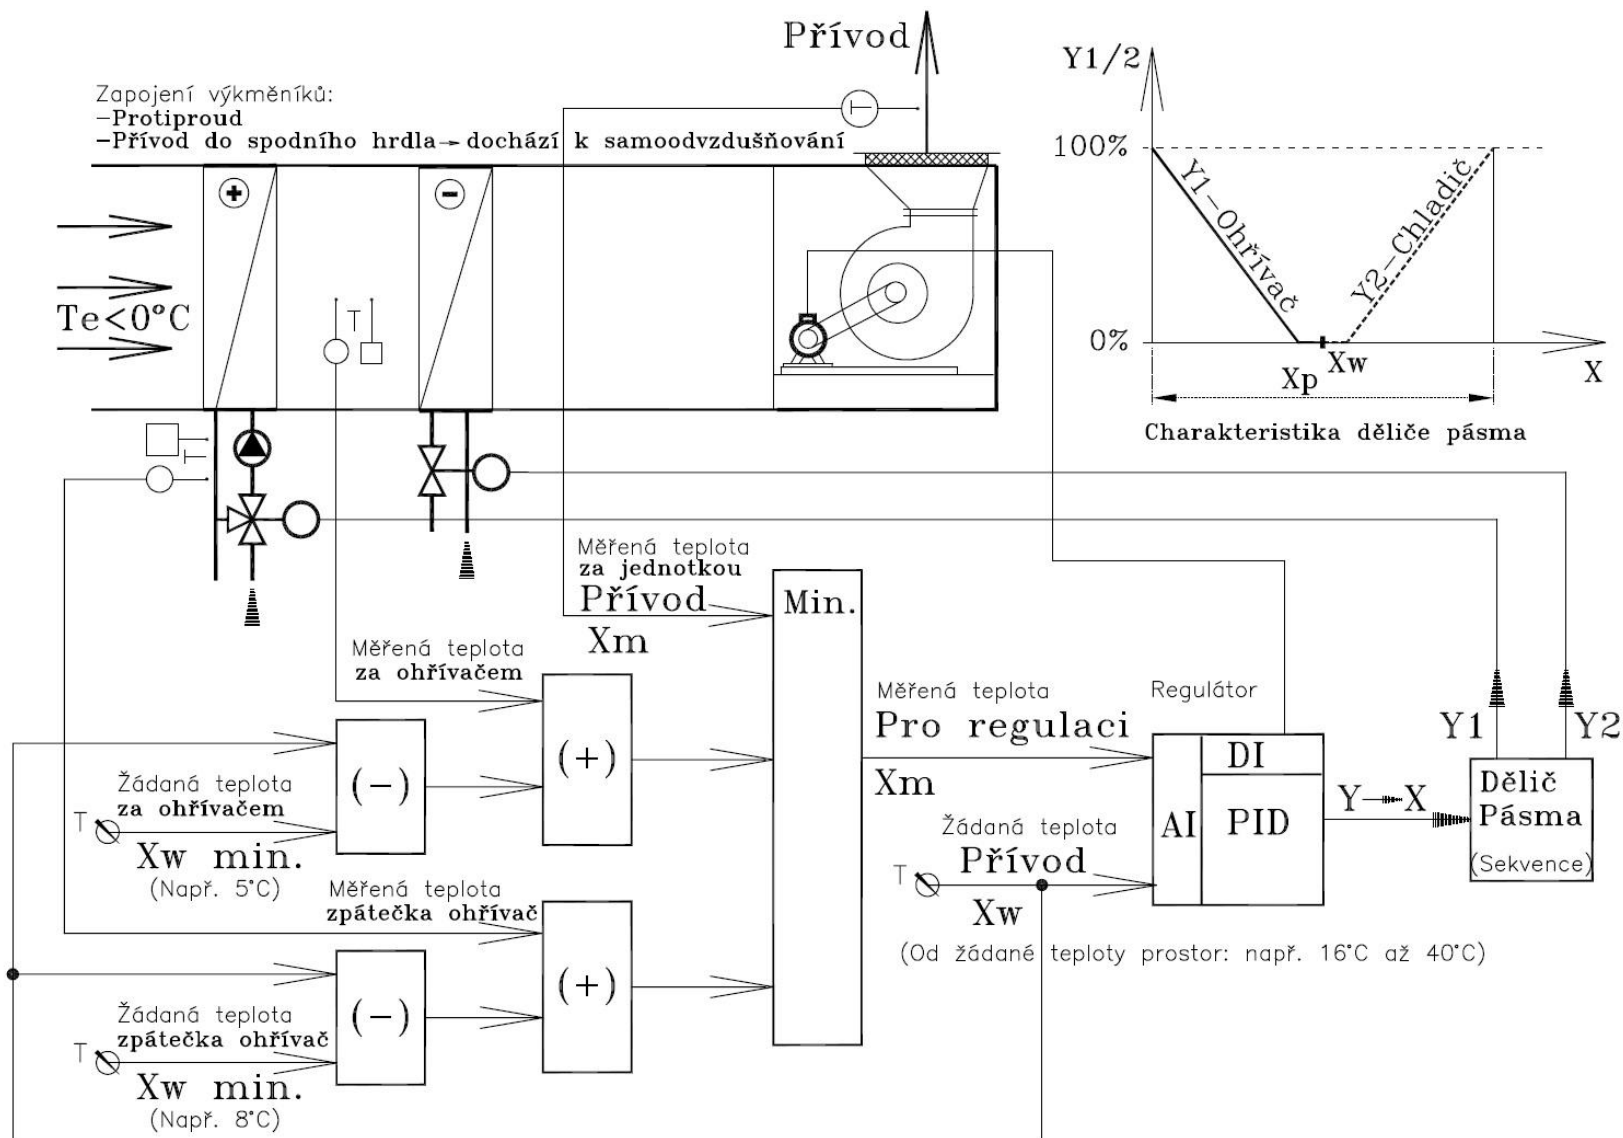 Přívod
Zapojení výkměníků:
-Protiproud
-Přívod do spodního hrdla→dochází k samoodvzdušňování
+
-
Te<0°C
T
T
T
Y1/2
100%
0%
Y1-Ohřívač
Y2-Chladič
Xp
Xw
X
Charakteristika děliče pásma
Měřená teplota
za jednotkou
Přívod
Xm
Min.
Měřená teplota
za ohřívačem
(+)
(-)
Žádaná teplota
za ohřívačem
T
Xw min.
(Např. 5°C)
Měřená teplota
zpátečka ohřívač
(+)
(-)
Žádaná teplota
zpátečka ohřívač
T
Xw min.
(Např. 8°C)
Měřená teplota
Pro regulaci
Xm
Regulátor
DI
AI
PID
Žádaná teplota
Přívod
T
Xw
(Od žádané teploty prostor: např. 16°C až 40°C)
Y→X
Y1
Y2
Dělič
Pásma
(Sekvence)